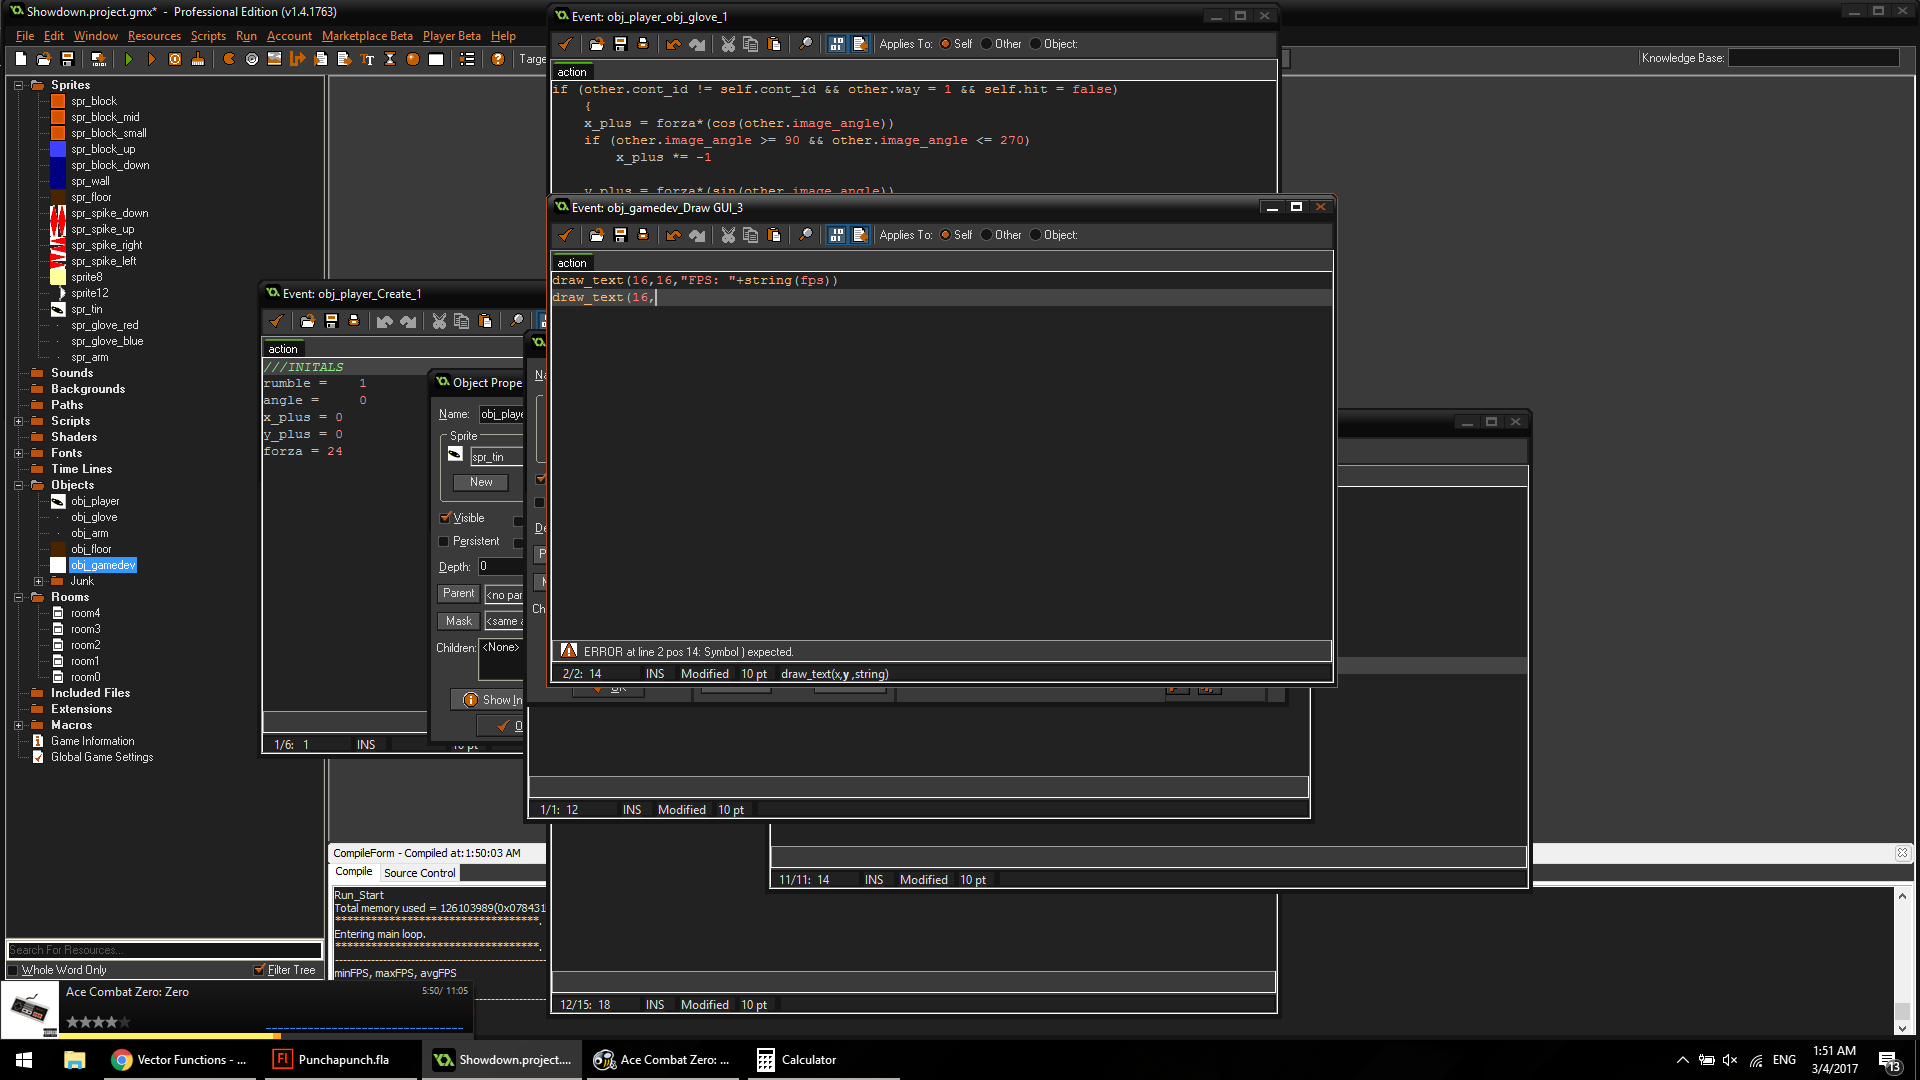 Showdown.project.gmx*  -  Professional Edition (v1.4.1763)
File Edit Window Resources Scripts Run Account Marketplace Beta Player Beta Help
Knowledge Base:
Sprites
spr_block
spr_block_mid
spr_block_small
spr_block_up
spr_block_down
spr_wall
spr_floor
spr_spike_down
spr_spike_up
spr_spike_right
spr_spike_left
sprite8
sprite12
spr_tin
spr_glove_red
spr_glove_blue
spr_arm
Sounds
Backgrounds
Paths
Scripts
Shaders
Fonts
Time Lines
Objects
obj_player
obj_glove
obj_arm
obj_floor
obj_gamedev
Junk
Rooms
room4
room3
room2
room1
room0
Included Files
Extensions
Macros
Game Information
Global Game Settings
Search For Resources...
Whole Word Only
Filter Tree
Event: obj_player_obj_glove_1
Applies To: Self Other Object:
action
if (other.cont_id != self.cont_id && other.way = 1 && self.hit = false)
{
x_plus = forza*(cos(other.image_angle))
if (other.image_angle >= 90 && other.image_angle <= 270)
x_plus *= -1
y_plus = forza*(sin(other.image_angle))
12/15: 18 INS Modified 10 pt
Event: obj_gamedev_Draw GUI_3
Applies To: Self Other Object:
action
draw_text(16,16,"FPS: "+string(fps))
draw_text(16,
ERROR at line 2 pos 14: Symbol ) expected.
2/2: 14 INS Modified 10 pt draw_text(x,y ,string)
Event: obj_player_Create_1
action
///INITALS
rumble = 1
angle = 0
x_plus = 0
y_plus = 0
forza = 24
1/6: 1 INS 10 pt
Object Prope
Name: obj_playe
Sprite
spr_tin
New
Visible
Persistent
Depth: 0
Parent <no par
Mask <same a
Children: <None>
Show In
1/1: 12 INS Modified 10 pt
11/11: 14 INS Modified 10 pt
CompileForm - Compiled at:1:50:03 AM
Compile Source Control
Run_Start
Total memory used = 126103989(0x078431
**********************************.
Entering main loop.
**********************************.
minFPS, maxFPS, avgFPS
Ace Combat Zero: Zero
5:50/ 11:05
Vector Functions - ...
Punchapunch.fla
Showdown.project....
Ace Combat Zero: ...
Calculator
ENG
1:51 AM
3/4/2017
13